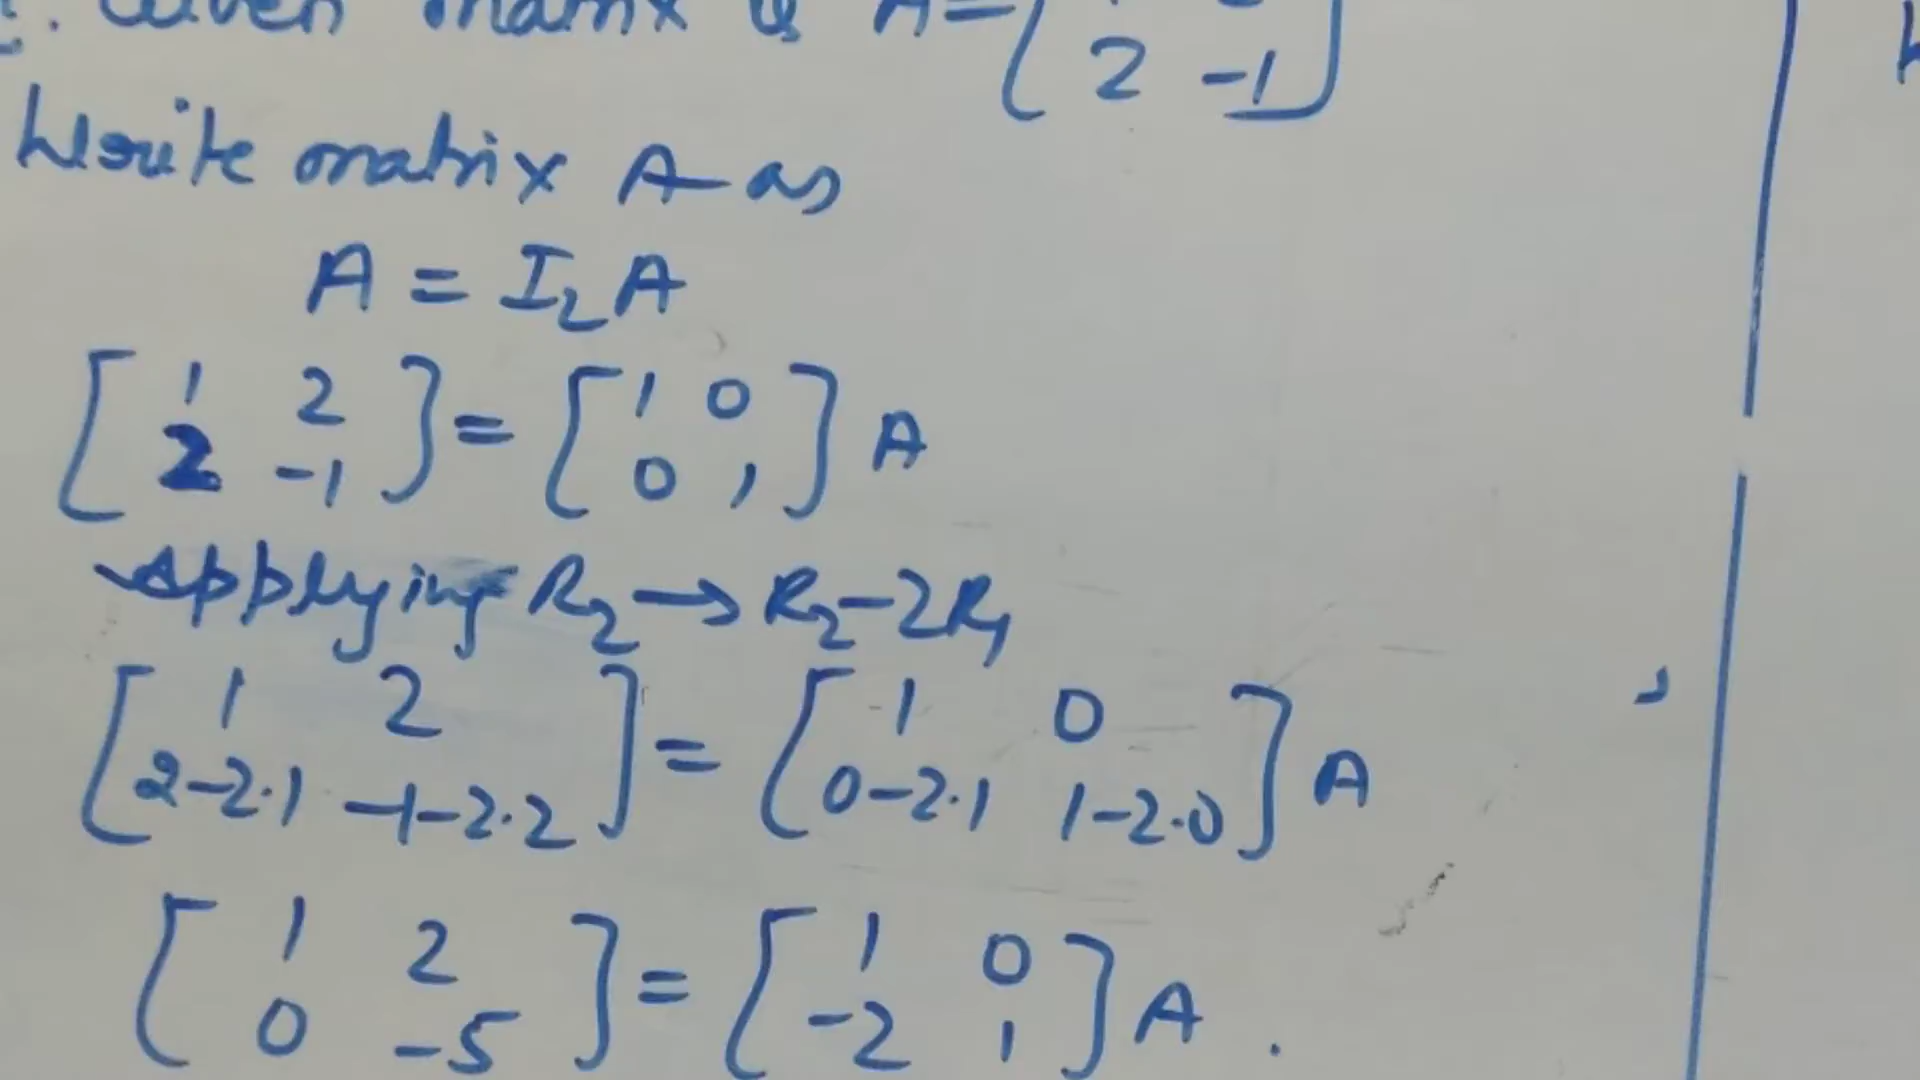 Given matrix is A = [
2 -1 ]
Write matrix A as
A = I₂A
[ 1 2 ] = [ 1 0 ] A
[ 2 -1 ] [ 0 1 ]
Applying R₂ → R₂-2R₁
[ 1 2 ] = [ 1 0 ] A
[ 2-2·1 -1-2·2 ] [ 0-2·1 1-2·0 ]
[ 1 2 ] = [ 1 0 ] A .
[ 0 -5 ] [ -2 1 ]